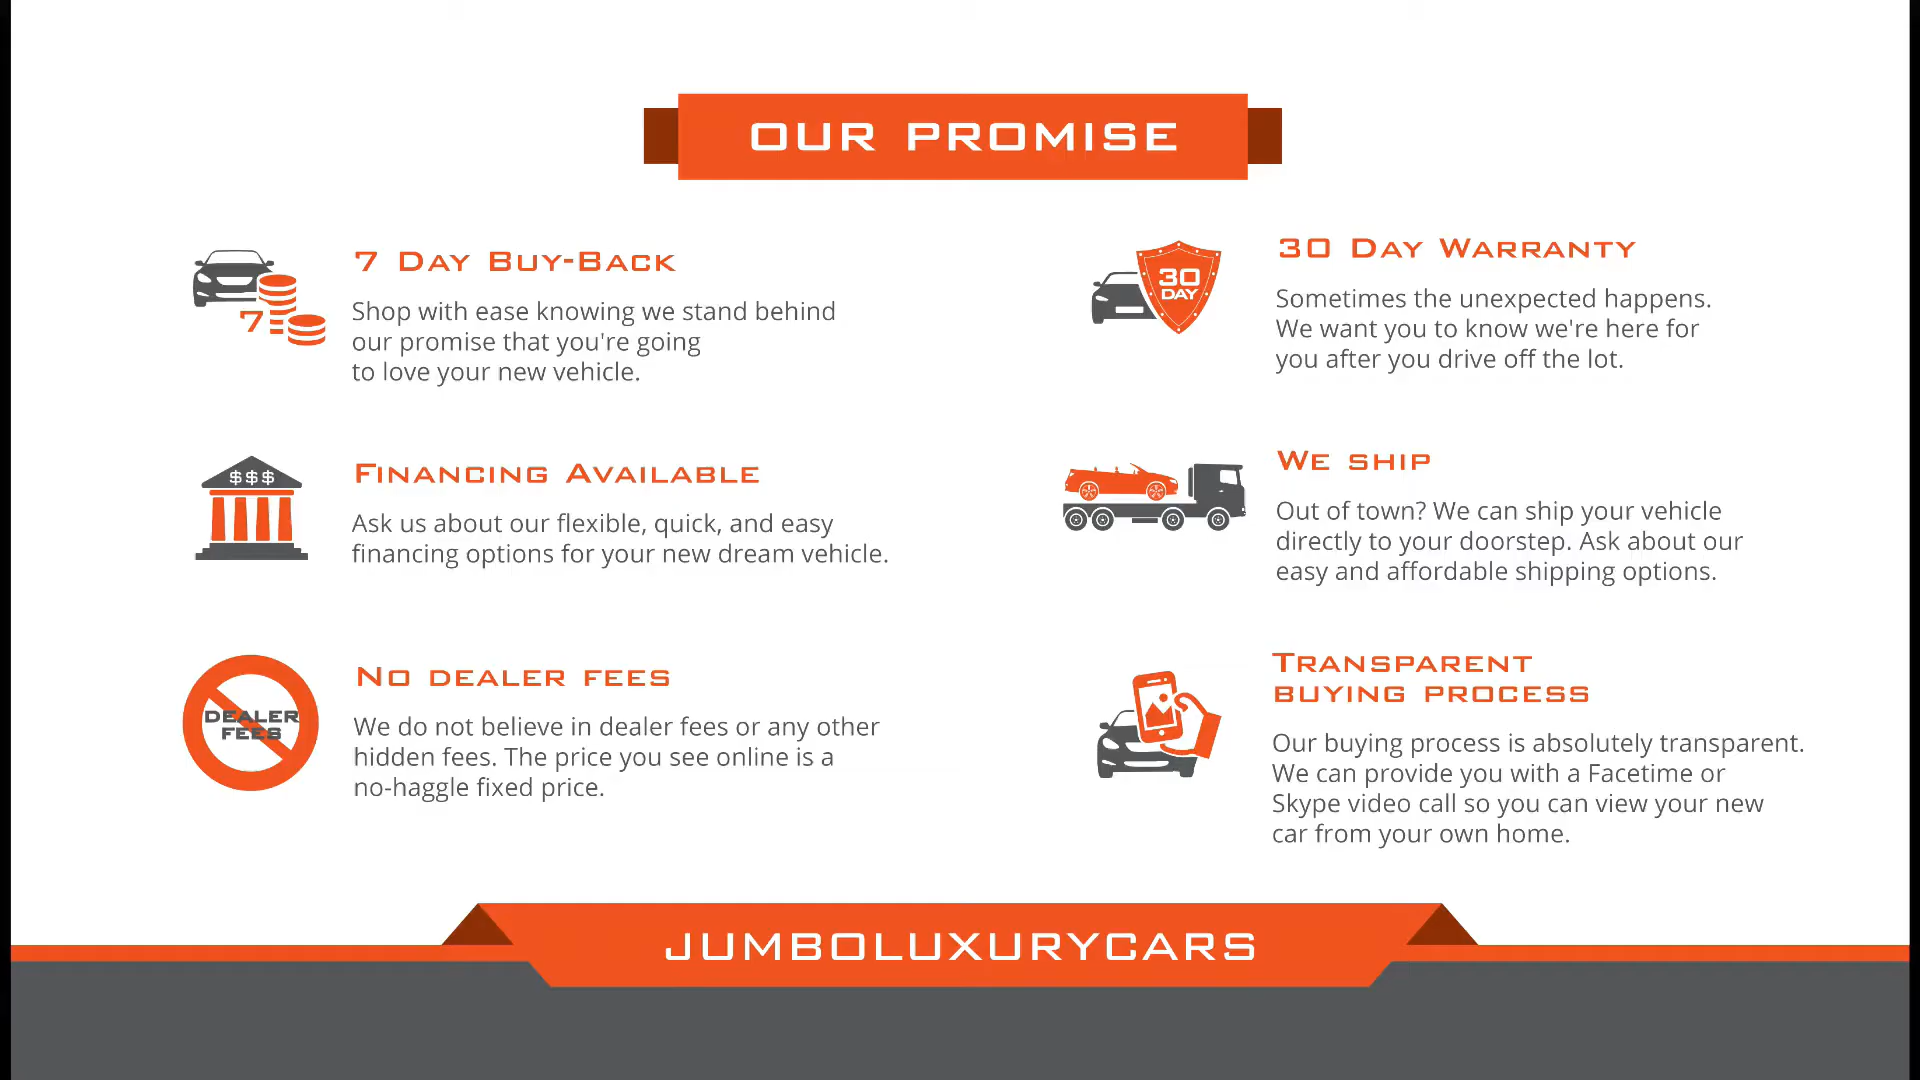 OUR PROMISE
7 DAY BUY-BACK
Shop with ease knowing we stand behind
our promise that you're going
to love your new vehicle.
7
$$$
FINANCING AVAILABLE
Ask us about our flexible, quick, and easy
financing options for your new dream vehicle.
DEALER
FEES
NO DEALER FEES
We do not believe in dealer fees or any other
hidden fees. The price you see online is a
no-haggle fixed price.
30
DAY
30 DAY WARRANTY
Sometimes the unexpected happens.
We want you to know we're here for
you after you drive off the lot.
WE SHIP
Out of town? We can ship your vehicle
directly to your doorstep. Ask about our
easy and affordable shipping options.
TRANSPARENT
BUYING PROCESS
Our buying process is absolutely transparent.
We can provide you with a Facetime or
Skype video call so you can view your new
car from your own home.
JUMBOLUXURYCARS